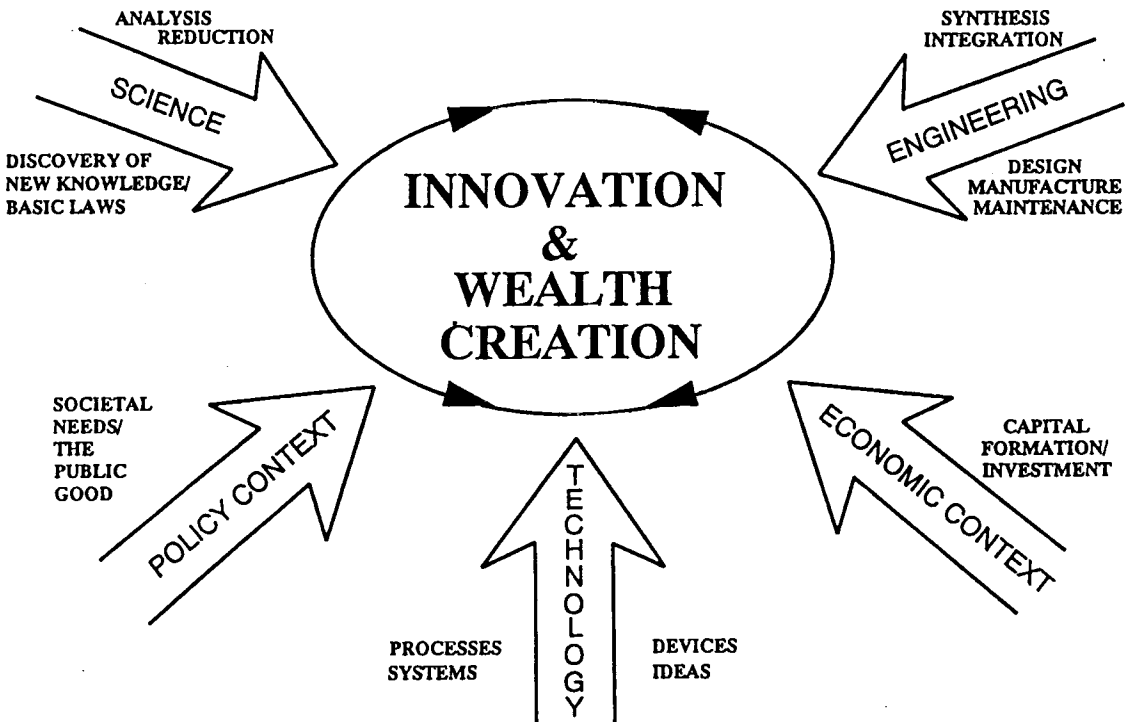 ANALYSIS
REDUCTION
SCIENCE
DISCOVERY OF
NEW KNOWLEDGE/
BASIC LAWS
SYNTHESIS
INTEGRATION
ENGINEERING
DESIGN
MANUFACTURE
MAINTENANCE
INNOVATION
&
WEALTH
CREATION
SOCIETAL
NEEDS/
THE
PUBLIC
GOOD
POLICY CONTEXT
TECHNOLOGY
PROCESSES
SYSTEMS
DEVICES
IDEAS
ECONOMIC CONTEXT
CAPITAL
FORMATION/
INVESTMENT